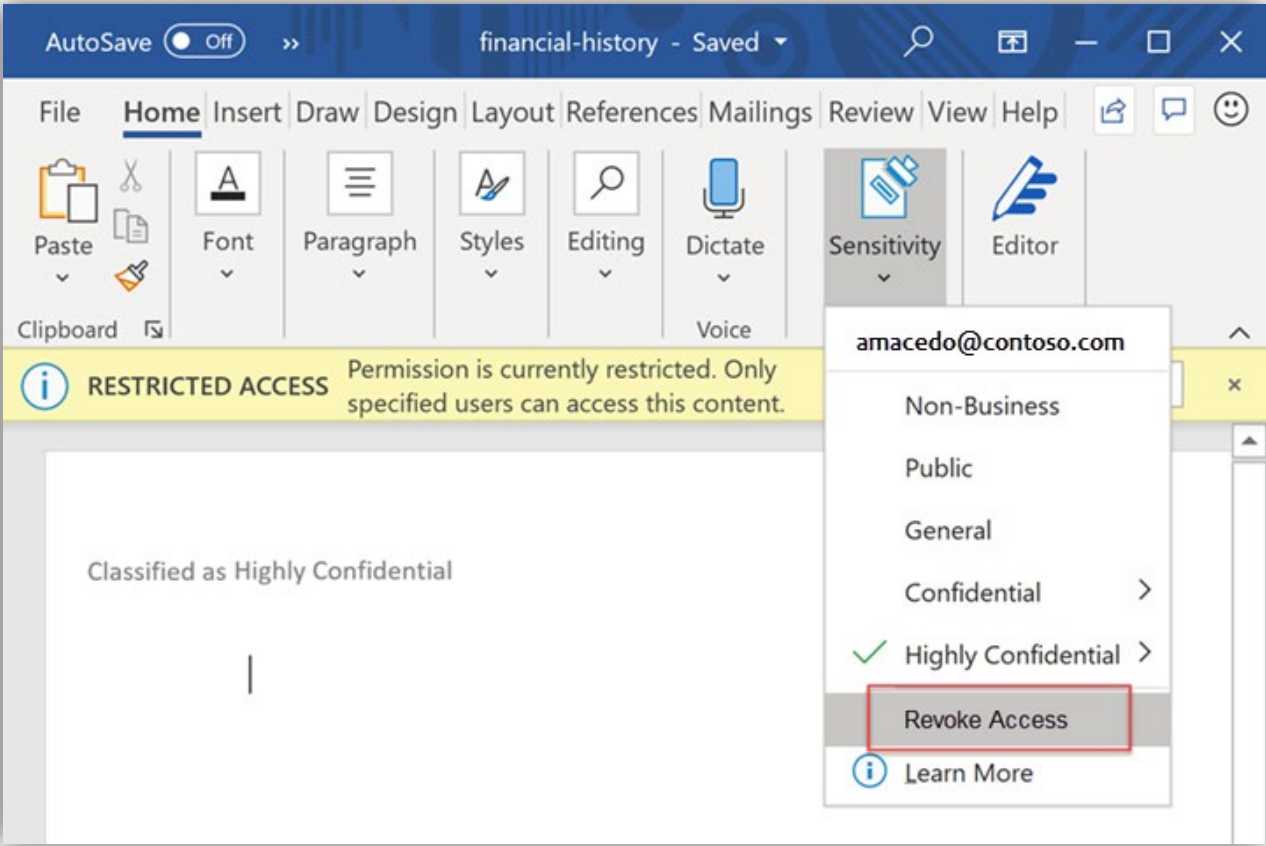 AutoSave Off » financial-history - Saved
File Home Insert Draw Design Layout References Mailings Review View Help
Paste Font Paragraph Styles Editing Dictate Sensitivity Editor
Clipboard Voice
amacedo@contoso.com
RESTRICTED ACCESS Permission is currently restricted. Only
specified users can access this content.
Non-Business
Public
General
Confidential
Highly Confidential
Revoke Access
Learn More
Classified as Highly Confidential